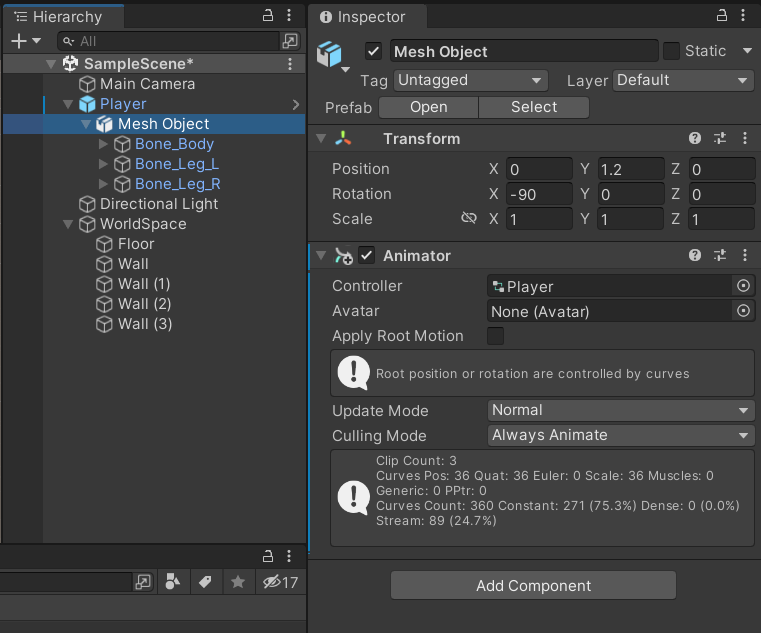 Hierarchy
All
SampleScene*
Main Camera
Player
Mesh Object
Bone_Body
Bone_Leg_L
Bone_Leg_R
Directional Light
WorldSpace
Floor
Wall
Wall (1)
Wall (2)
Wall (3)
17
Inspector
Mesh Object
Static
Tag Untagged Layer Default
Prefab Open Select
Transform
Position X 0 Y 1.2 Z 0
Rotation X -90 Y 0 Z 0
Scale X 1 Y 1 Z 1
Animator
Controller Player
Avatar None (Avatar)
Apply Root Motion
Root position or rotation are controlled by curves
Update Mode Normal
Culling Mode Always Animate
Clip Count: 3
Curves Pos: 36 Quat: 36 Euler: 0 Scale: 36 Muscles: 0
Generic: 0 PPtr: 0
Curves Count: 360 Constant: 271 (75.3%) Dense: 0 (0.0%)
Stream: 89 (24.7%)
Add Component